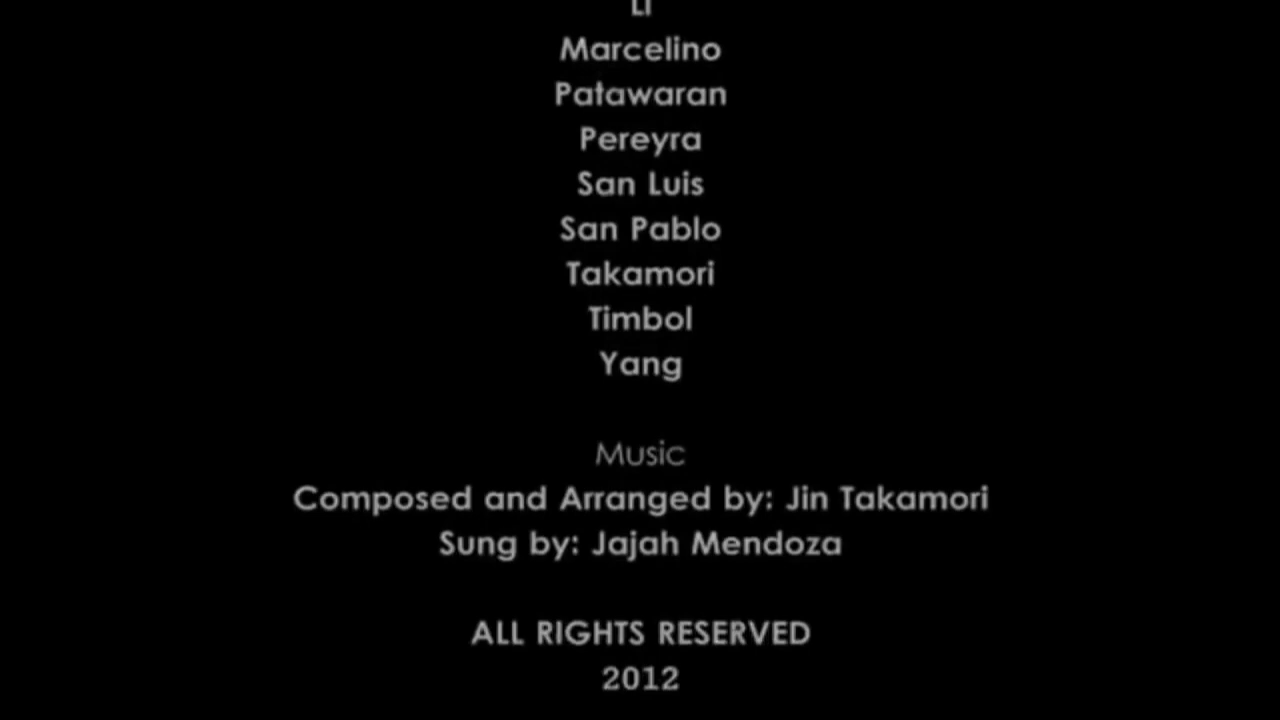 Li
Marcelino
Patawaran
Pereyra
San Luis
San Pablo
Takamori
Timbol
Yang
Music
Composed and Arranged by: Jin Takamori
Sung by: Jajah Mendoza
ALL RIGHTS RESERVED
2012